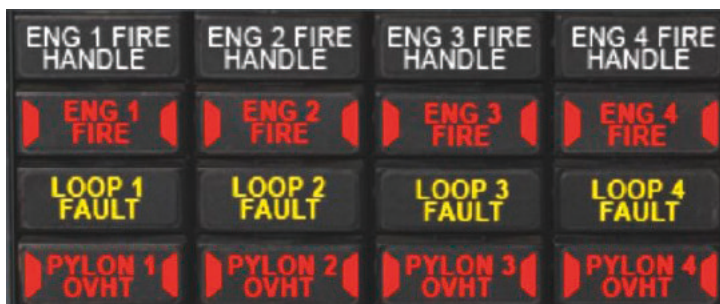 ENG 1 FIRE HANDLE
ENG 2 FIRE HANDLE
ENG 3 FIRE HANDLE
ENG 4 FIRE HANDLE
ENG 1 FIRE
ENG 2 FIRE
ENG 3 FIRE
ENG 4 FIRE
LOOP 1 FAULT
LOOP 2 FAULT
LOOP 3 FAULT
LOOP 4 FAULT
PYLON 1 OVHT
PYLON 2 OVHT
PYLON 3 OVHT
PYLON 4 OVHT